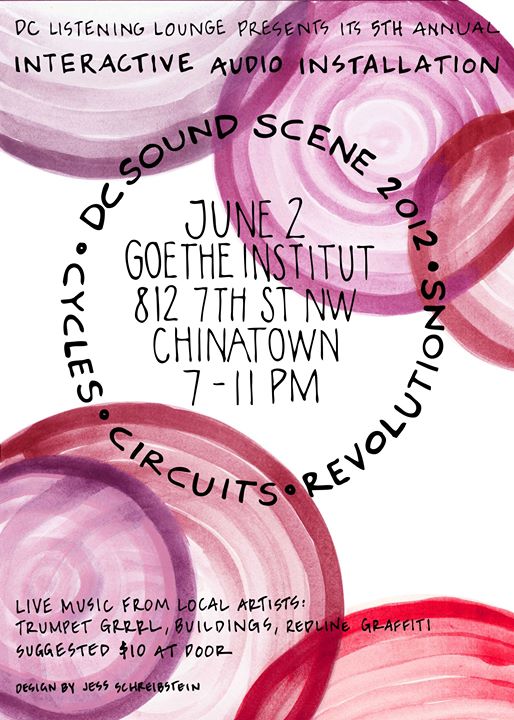 DC LISTENING LOUNGE PRESENTS ITS 5TH ANNUAL
INTERACTIVE AUDIO INSTALLATION
DC SOUND SCENE 2012 • REVOLUTIONS • CIRCUITS • CYCLES •
JUNE 2
GOETHE INSTITUT
812 7TH ST NW
CHINATOWN
7-11 PM
LIVE MUSIC FROM LOCAL ARTISTS:
TRUMPET GRRRL, BUILDINGS, REDLINE GRAFFITI
SUGGESTED $10 AT DOOR
DESIGN BY JESS SCHREIBSTEIN